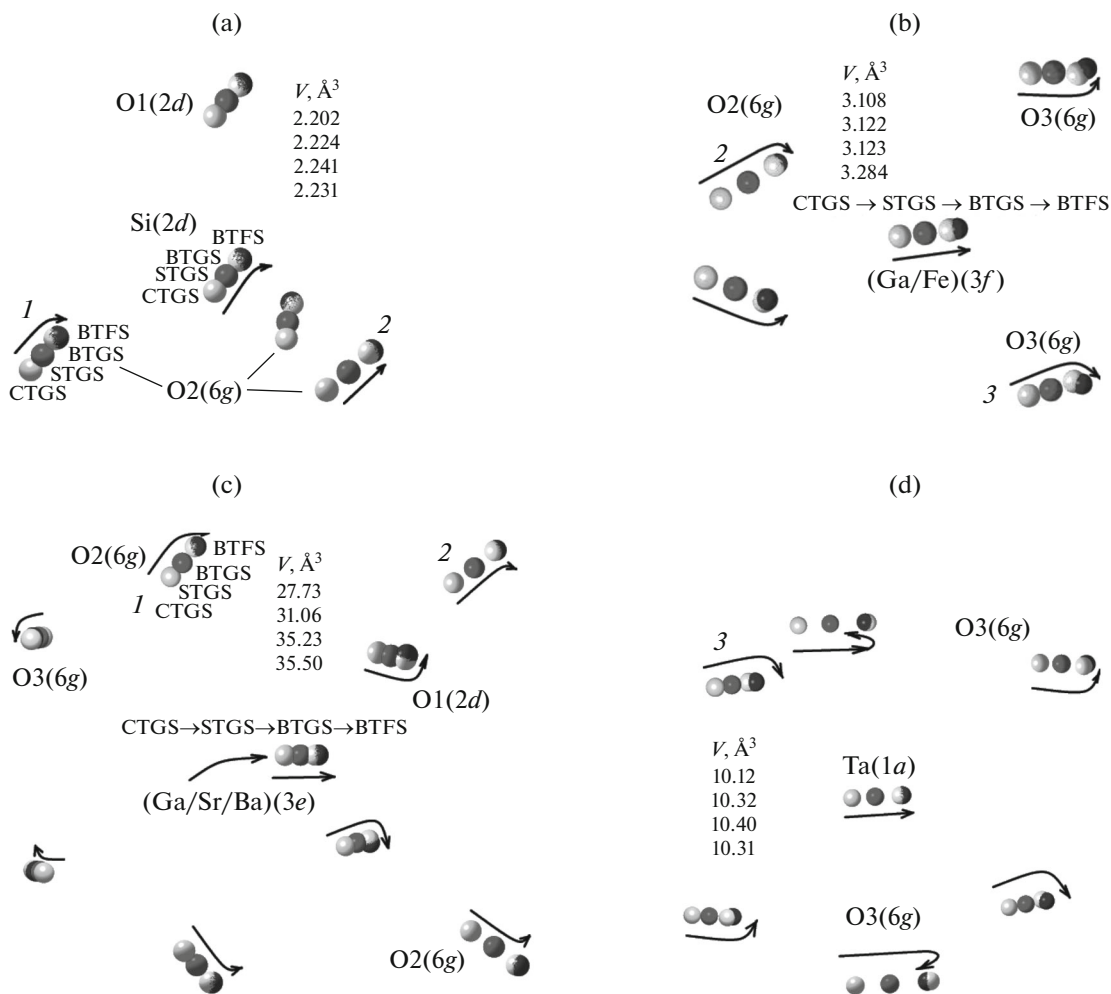 (a)
O1(2d)
V, Å3
2.202
2.224
2.241
2.231
Si(2d)
BTFS
BTGS
STGS
CTGS
1
BTFS
BTGS
STGS
CTGS
O2(6g)
2
(b)
O2(6g)
2
V, Å3
3.108
3.122
3.123
3.284
O3(6g)
CTGS → STGS → BTGS → BTFS
(Ga/Fe)(3f)
O3(6g)
3
(c)
O2(6g)
BTFS
BTGS
STGS
CTGS
1
V, Å3
27.73
31.06
35.23
35.50
2
O3(6g)
O1(2d)
CTGS→STGS→BTGS→BTFS
(Ga/Sr/Ba)(3e)
O2(6g)
(d)
3
O3(6g)
V, Å3
10.12
10.32
10.40
10.31
Ta(1a)
O3(6g)